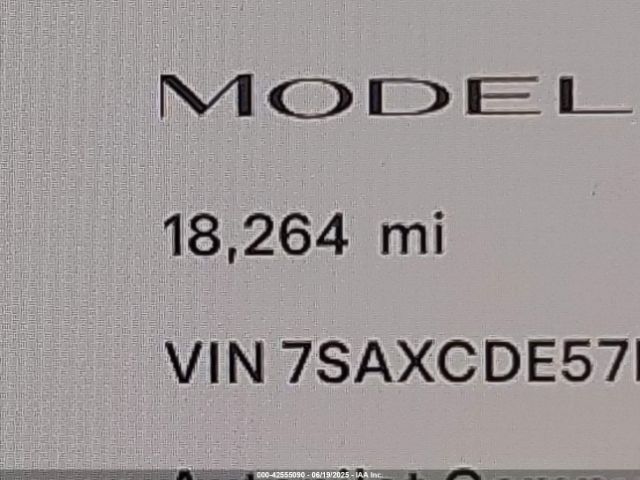 MODEL
18,264 mi
VIN 7SAXCDE57
000-42555090 - 06/19/2025 - IAA Inc.